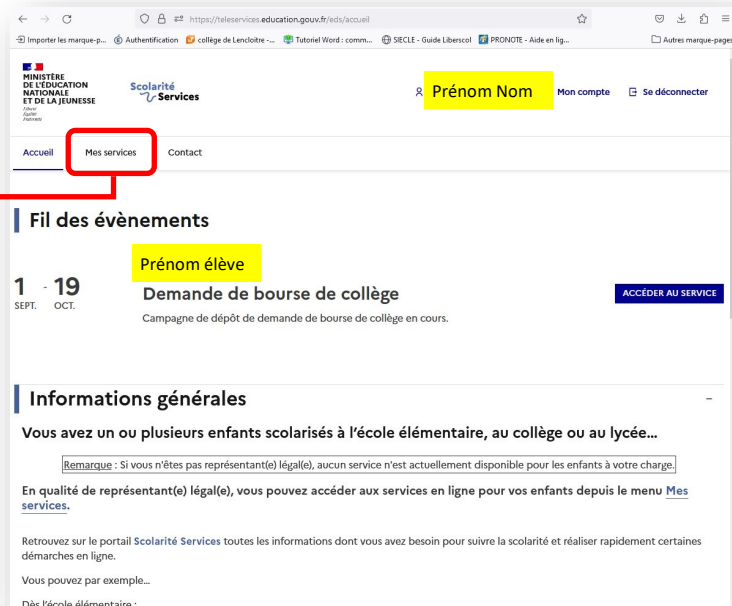 https://teleservices.education.gouv.fr/eds/accueil
Importer les marque-p... Authentification collège de Lencloitre -... Tutoriel Word : comm... SIECLE - Guide Liberscol PRONOTE - Aide en lig... Autres marque-pages
MINISTÈRE
DE L'ÉDUCATION
NATIONALE
ET DE LA JEUNESSE
Liberté
Égalité
Fraternité
Scolarité
Services
Prénom Nom Mon compte Se déconnecter
Accueil Mes services Contact
Fil des évènements
Prénom élève
1 - 19
SEPT. OCT.
Demande de bourse de collège
ACCÉDER AU SERVICE
Campagne de dépôt de demande de bourse de collège en cours.
Informations générales
Vous avez un ou plusieurs enfants scolarisés à l'école élémentaire, au collège ou au lycée...
Remarque : Si vous n'êtes pas représentant(e) légal(e), aucun service n'est actuellement disponible pour les enfants à votre charge.
En qualité de représentant(e) légal(e), vous pouvez accéder aux services en ligne pour vos enfants depuis le menu Mes
services.
Retrouvez sur le portail Scolarité Services toutes les informations dont vous avez besoin pour suivre la scolarité et réaliser rapidement certaines
démarches en ligne.
Vous pouvez par exemple...
Dès l'école élémentaire :